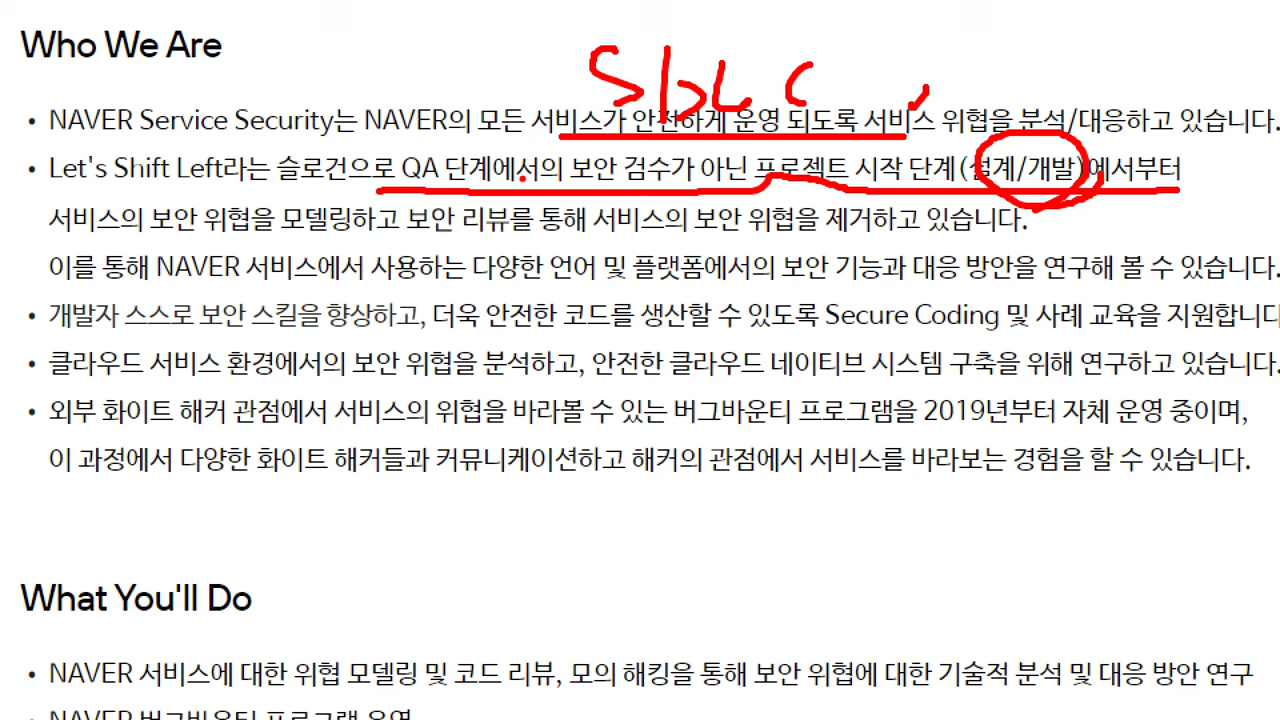 Who We Are
• NAVER Service Security는 NAVER의 모든 서비스가 안전하게 운영 되도록 서비스 위협을 분석/대응하고 있습니다.
• Let's Shift Left라는 슬로건으로 QA 단계에서의 보안 검수가 아닌 프로젝트 시작 단계(설계/개발)에서부터
서비스의 보안 위협을 모델링하고 보안 리뷰를 통해 서비스의 보안 위협을 제거하고 있습니다.
이를 통해 NAVER 서비스에서 사용하는 다양한 언어 및 플랫폼에서의 보안 기능과 대응 방안을 연구해 볼 수 있습니다.
• 개발자 스스로 보안 스킬을 향상하고, 더욱 안전한 코드를 생산할 수 있도록 Secure Coding 및 사례 교육을 지원합니다
• 클라우드 서비스 환경에서의 보안 위협을 분석하고, 안전한 클라우드 네이티브 시스템 구축을 위해 연구하고 있습니다.
• 외부 화이트 해커 관점에서 서비스의 위협을 바라볼 수 있는 버그바운티 프로그램을 2019년부터 자체 운영 중이며,
이 과정에서 다양한 화이트 해커들과 커뮤니케이션하고 해커의 관점에서 서비스를 바라보는 경험을 할 수 있습니다.
What You'll Do
• NAVER 서비스에 대한 위협 모델링 및 코드 리뷰, 모의 해킹을 통해 보안 위협에 대한 기술적 분석 및 대응 방안 연구
• NAVER 버그바운티 프로그램 운영